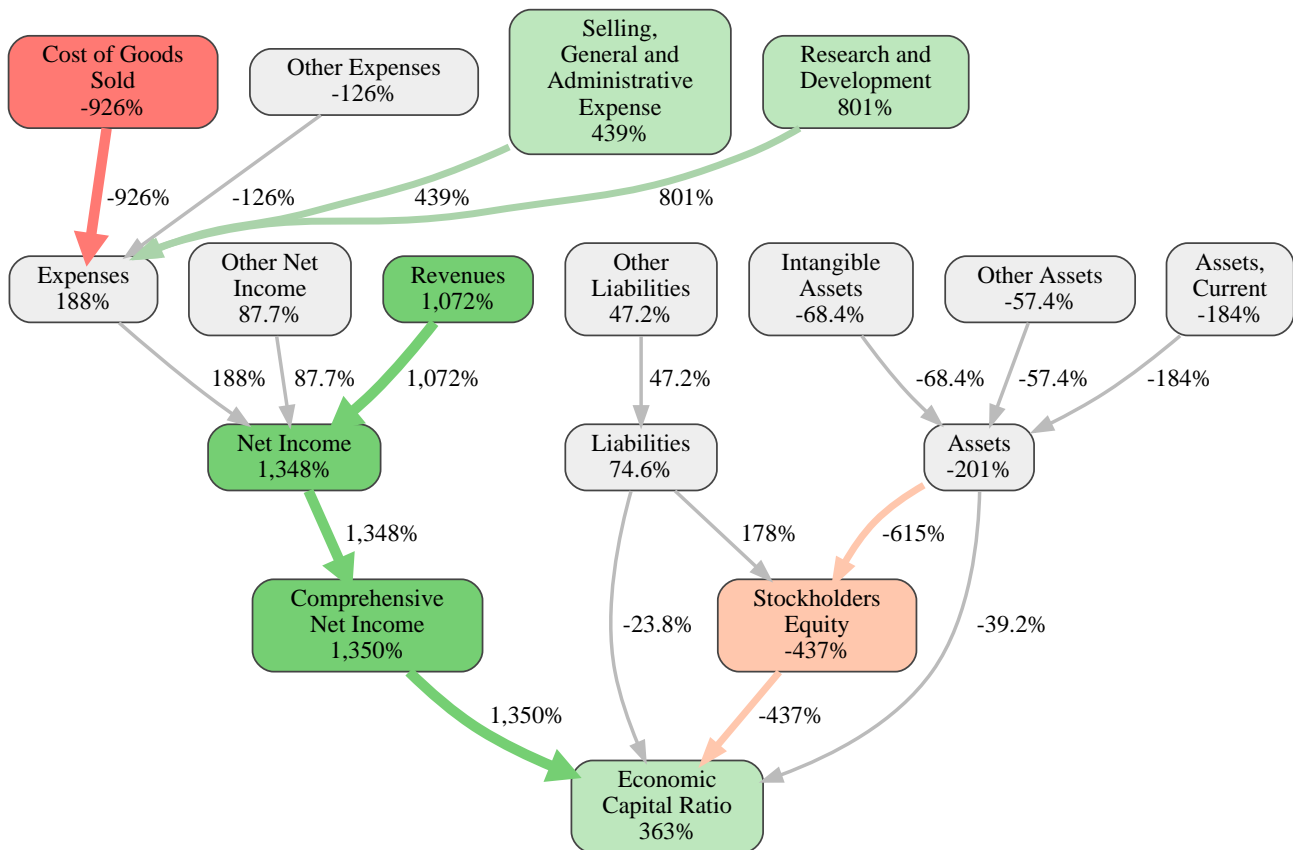 Cost of Goods
Sold
-926%
Other Expenses
-126%
Selling,
General and
Administrative
Expense
439%
Research and
Development
801%
-926%
-126%
439%
801%
Expenses
188%
Other Net
Income
87.7%
Revenues
1,072%
Other
Liabilities
47.2%
Intangible
Assets
-68.4%
Other Assets
-57.4%
Assets,
Current
-184%
188%
87.7%
1,072%
47.2%
-68.4%
-57.4%
-184%
Net Income
1,348%
Liabilities
74.6%
Assets
-201%
1,348%
178%
-615%
Comprehensive
Net Income
1,350%
-23.8%
Stockholders
Equity
-437%
-39.2%
1,350%
-437%
Economic
Capital Ratio
363%